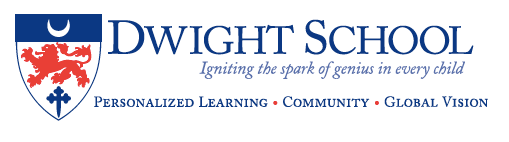 DWIGHT SCHOOL
Igniting the spark of genius in every child
PERSONALIZED LEARNING • COMMUNITY • GLOBAL VISION